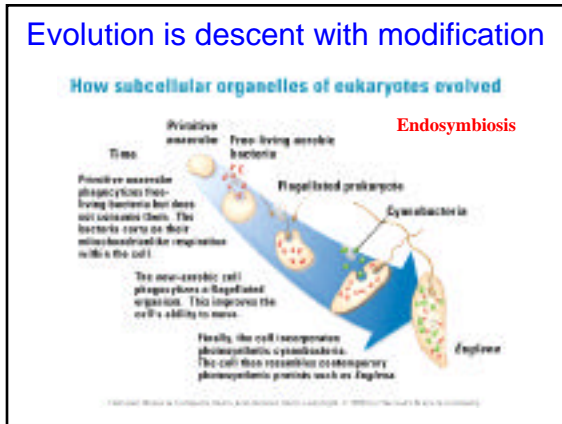 Evolution is descent with modification
How subcellular organelles of eukaryotes evolved
Endosymbiosis
Primitive
anaerobe
Free-living aerobic
bacteria
Time
Primitive anaerobe
phagocytizes free-
living bacteria but does
not consume them. The
bacteria carry on their
mitochondrionlike respiration
within the cell.
Flagellated prokaryote
Cyanobacteria
The now-aerobic cell
phagocytizes a flagellated
organism. This improves the
cell's ability to move.
Finally, the cell incorporates
photosynthetic cyanobacteria.
The cell then resembles contemporary
photosynthetic protists such as Euglena.
Euglena